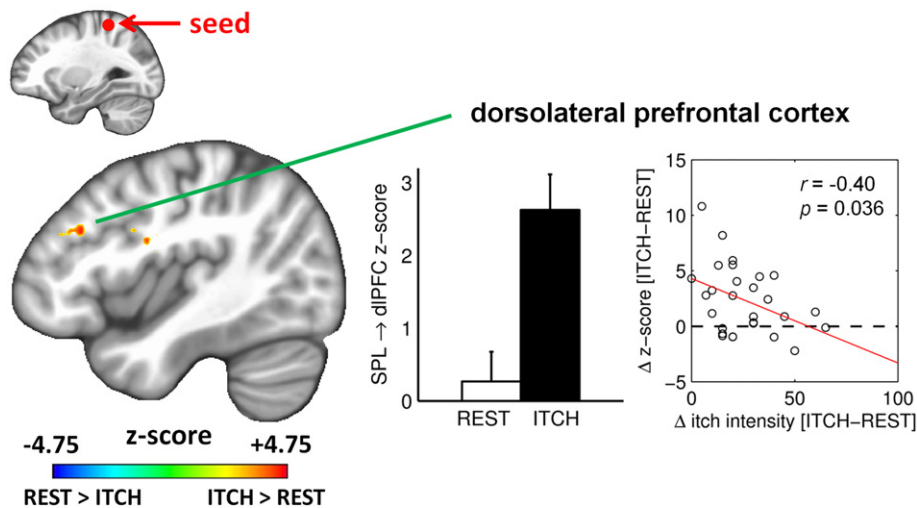 seed
dorsolateral prefrontal cortex
-4.75 z-score +4.75
REST > ITCH ITCH > REST
SPL → dlPFC z-score
3
2
1
0
REST ITCH
Δ z-score [ITCH−REST]
15
10
5
0
−5
r = -0.40
p = 0.036
0 50 100
Δ itch intensity [ITCH−REST]